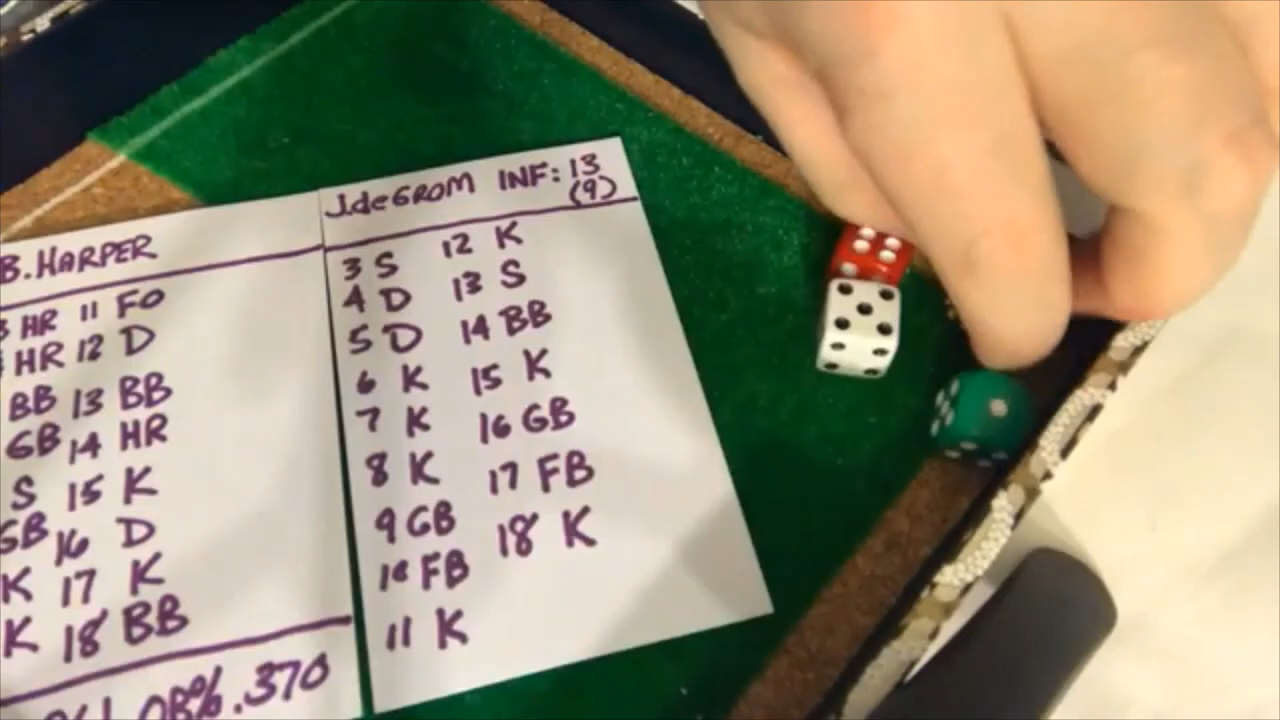 B. HARPER
HR 11 FO
HR 12 D
BB 13 BB
GB 14 HR
S 15 K
GB 16 D
K 17 K
K 18 BB
OB% .370
J.deGROM INF: 13
(9)
3 S 12 K
4 D 13 S
5 D 14 BB
6 K 15 K
7 K 16 GB
8 K 17 FB
9 GB 18 K
10 FB
11 K